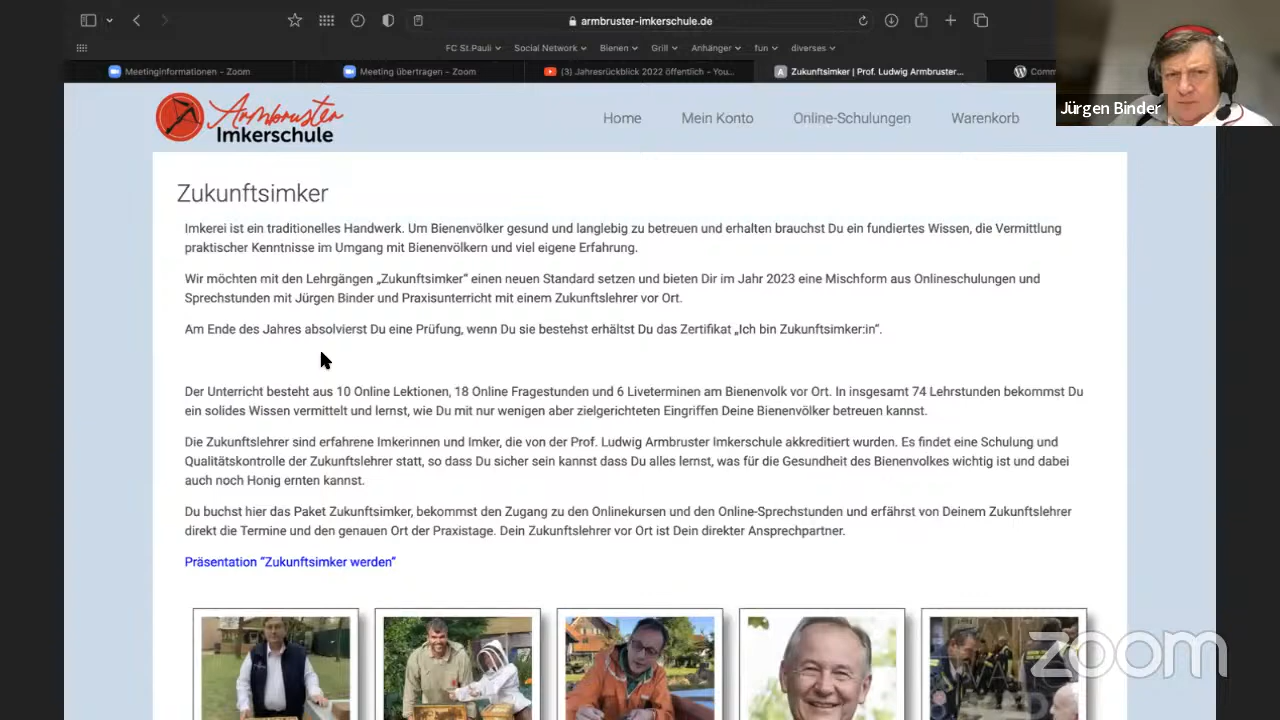 armbruster-imkerschule.de
FC St.Pauli Social Network Bienen Grill Anhänger fun diverses
Meetinginformationen - Zoom
Meeting übertragen - Zoom
(3) Jahresrückblick 2022 öffentlich - You...
A Zukunftsimker | Prof. Ludwig Armbruster...
Comm
Jürgen Binder
Armbruster
Imkerschule
Home Mein Konto Online-Schulungen Warenkorb
Zukunftsimker
Imkerei ist ein traditionelles Handwerk. Um Bienenvölker gesund und langlebig zu betreuen und erhalten brauchst Du ein fundiertes Wissen, die Vermittlung
praktischer Kenntnisse im Umgang mit Bienenvölkern und viel eigene Erfahrung.
Wir möchten mit den Lehrgängen „Zukunftsimker“ einen neuen Standard setzen und bieten Dir im Jahr 2023 eine Mischform aus Onlineschulungen und
Sprechstunden mit Jürgen Binder und Praxisunterricht mit einem Zukunftslehrer vor Ort.
Am Ende des Jahres absolvierst Du eine Prüfung, wenn Du sie bestehst erhältst Du das Zertifikat „Ich bin Zukunftsimker:in“.
Der Unterricht besteht aus 10 Online Lektionen, 18 Online Fragestunden und 6 Liveterminen am Bienenvolk vor Ort. In insgesamt 74 Lehrstunden bekommst Du
ein solides Wissen vermittelt und lernst, wie Du mit nur wenigen aber zielgerichteten Eingriffen Deine Bienenvölker betreuen kannst.
Die Zukunftslehrer sind erfahrene Imkerinnen und Imker, die von der Prof. Ludwig Armbruster Imkerschule akkreditiert wurden. Es findet eine Schulung und
Qualitätskontrolle der Zukunftslehrer statt, so dass Du sicher sein kannst dass Du alles lernst, was für die Gesundheit des Bienenvolkes wichtig ist und dabei
auch noch Honig ernten kannst.
Du buchst hier das Paket Zukunftsimker, bekommst den Zugang zu den Onlinekursen und den Online-Sprechstunden und erfährst von Deinem Zukunftslehrer
direkt die Termine und den genauen Ort der Praxistage. Dein Zukunftslehrer vor Ort ist Dein direkter Ansprechpartner.
Präsentation “Zukunftsimker werden”
zoom